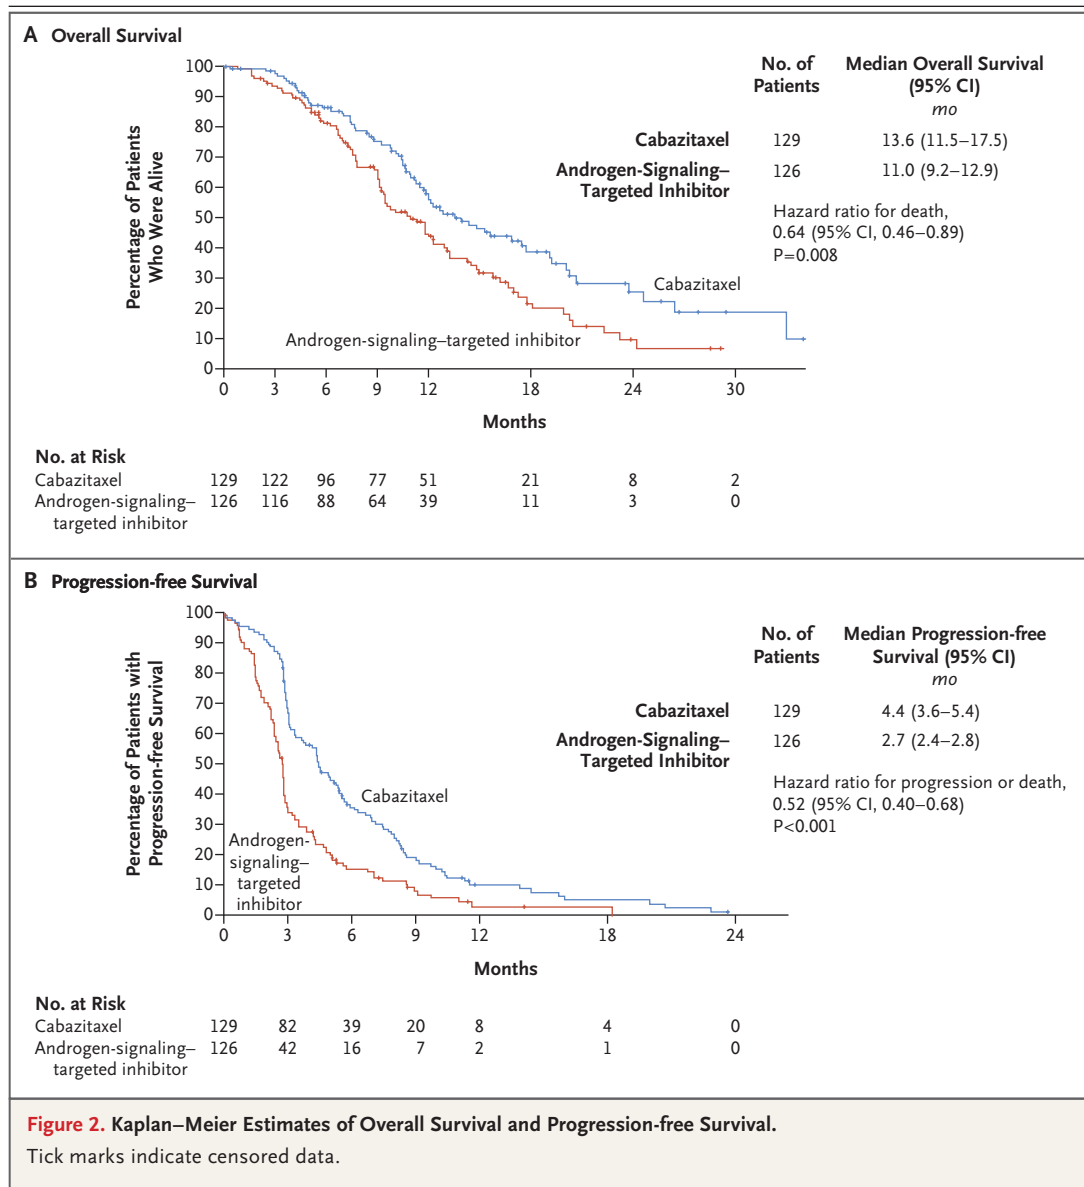 A Overall Survival
No. of Patients
Median Overall Survival (95% CI)
mo
Cabazitaxel 129 13.6 (11.5–17.5)
Androgen-Signaling–
Targeted Inhibitor
126 11.0 (9.2–12.9)
Hazard ratio for death,
0.64 (95% CI, 0.46–0.89)
P=0.008
Percentage of Patients
Who Were Alive
100
90
80
70
60
50
40
30
20
10
0
Cabazitaxel
Androgen-signaling–targeted inhibitor
0 3 6 9 12 18 24 30
Months
No. at Risk
Cabazitaxel 129 122 96 77 51 21 8 2
Androgen-signaling– 126 116 88 64 39 11 3 0
targeted inhibitor
B Progression-free Survival
No. of Patients
Median Progression-free
Survival (95% CI)
mo
Cabazitaxel 129 4.4 (3.6–5.4)
Androgen-Signaling–
Targeted Inhibitor
126 2.7 (2.4–2.8)
Hazard ratio for progression or death,
0.52 (95% CI, 0.40–0.68)
P<0.001
Percentage of Patients with
Progression-free Survival
100
90
80
70
60
50
40
30
20
10
0
Cabazitaxel
Androgen-
signaling–
targeted
inhibitor
0 3 6 9 12 18 24
Months
No. at Risk
Cabazitaxel 129 82 39 20 8 4 0
Androgen-signaling– 126 42 16 7 2 1 0
targeted inhibitor
Figure 2. Kaplan–Meier Estimates of Overall Survival and Progression-free Survival.
Tick marks indicate censored data.